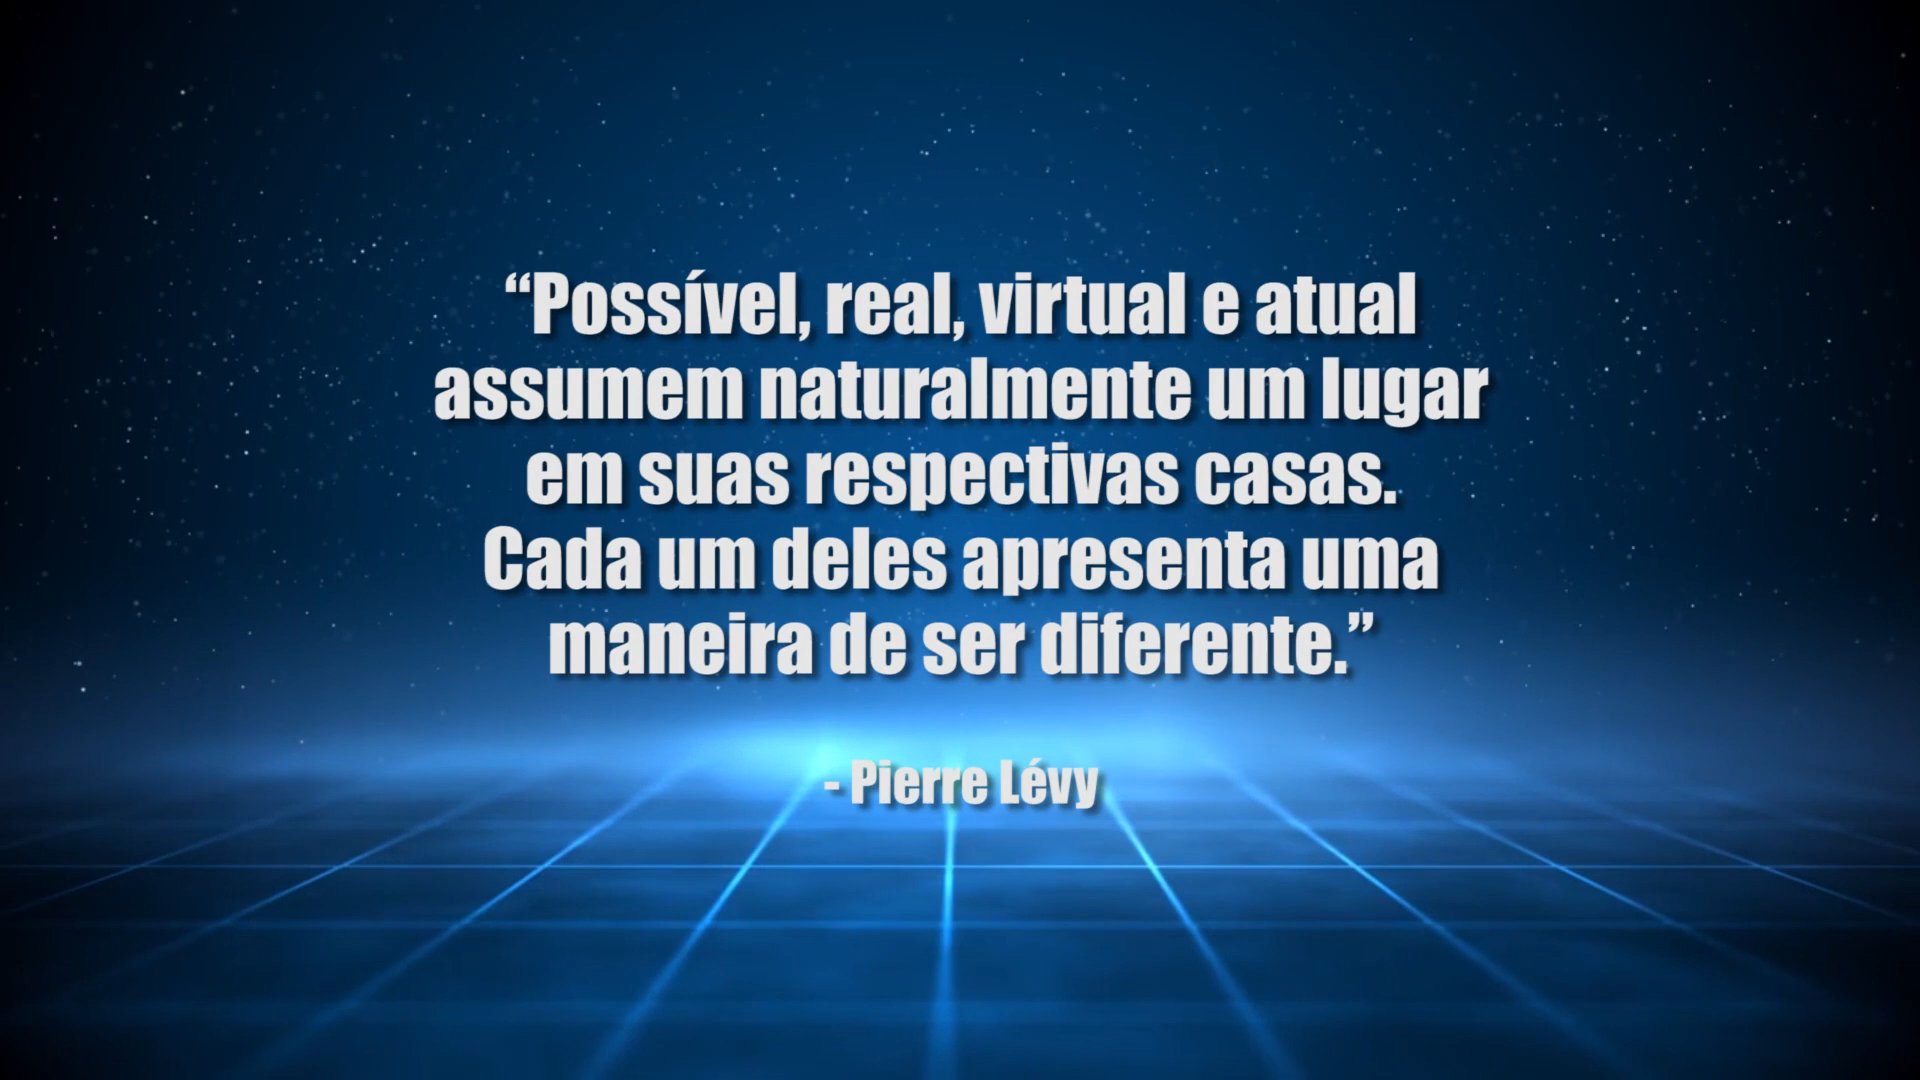 “Possível, real, virtual e atual
assumem naturalmente um lugar
em suas respectivas casas.
Cada um deles apresenta uma
maneira de ser diferente.”
- Pierre Lévy